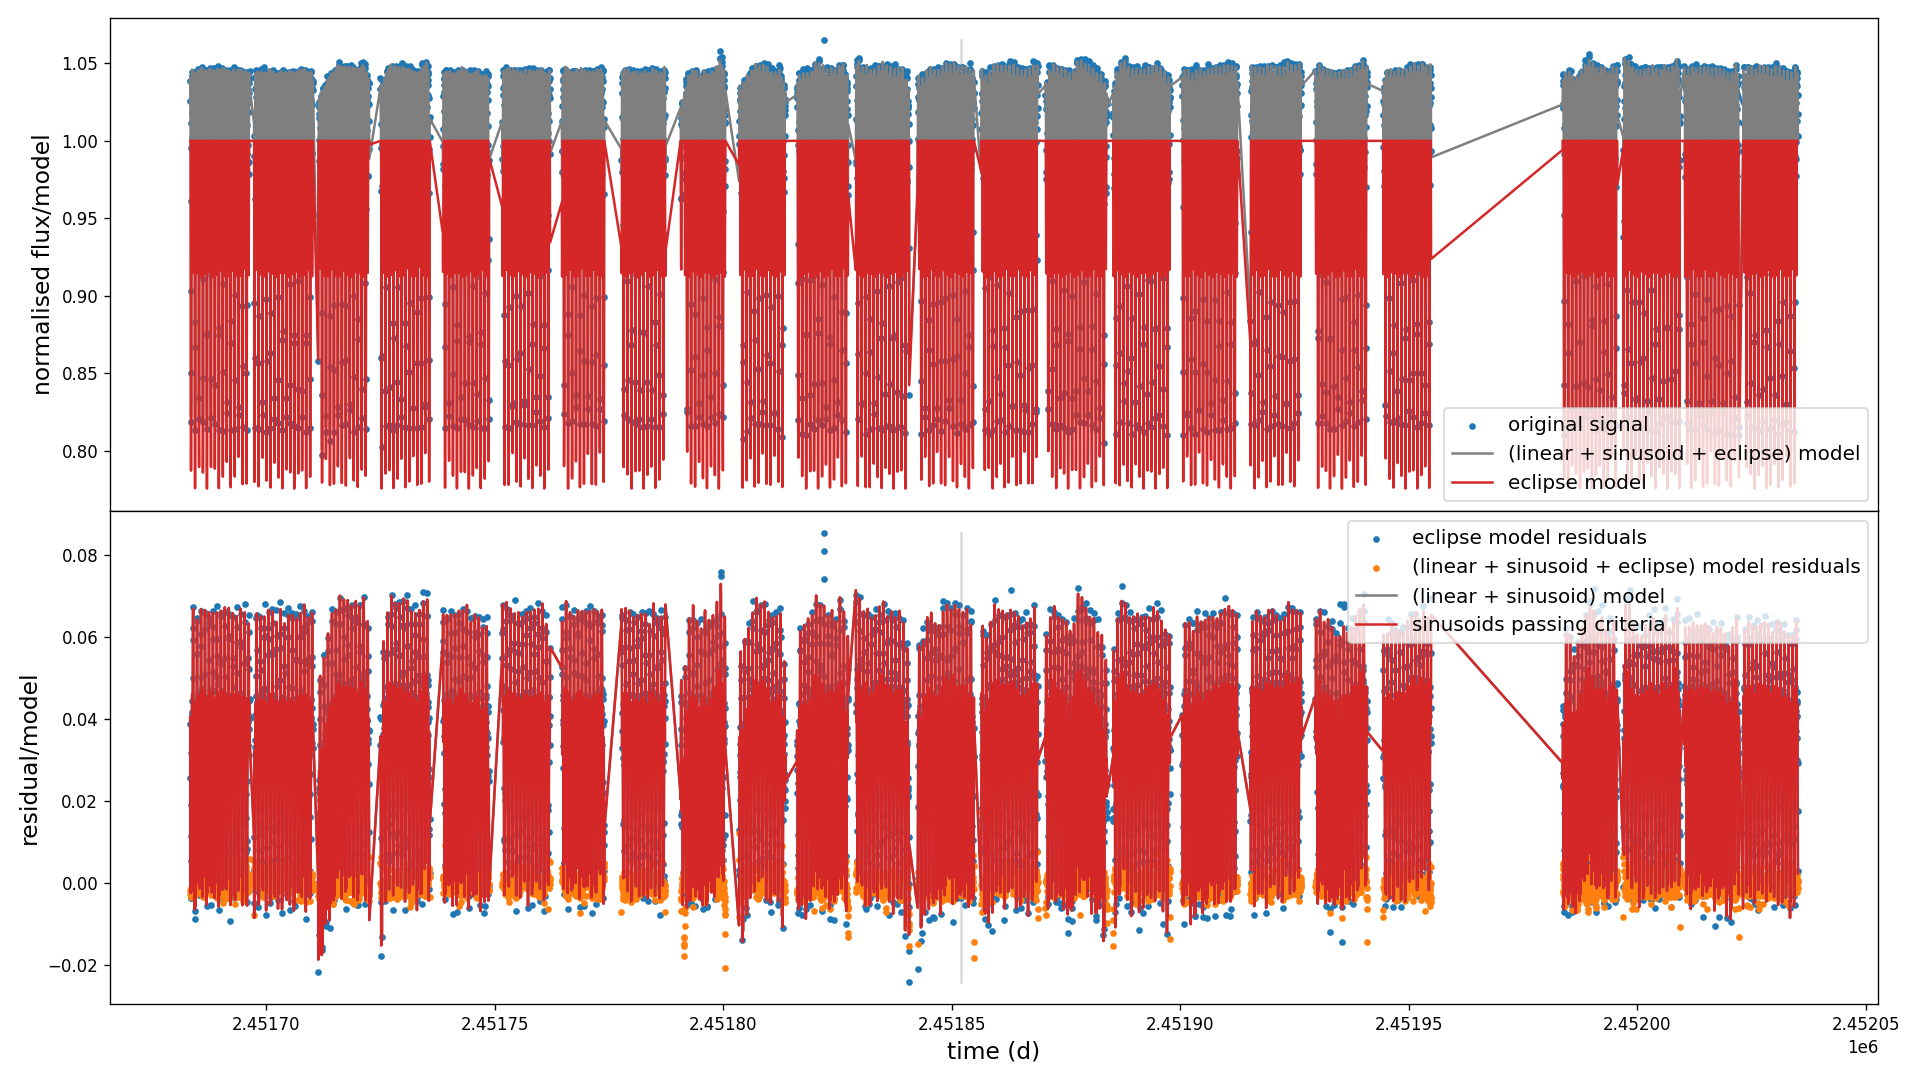 1.05
1.00
0.95
0.90
0.85
0.80
normalised flux/model
original signal
(linear + sinusoid + eclipse) model
eclipse model
0.08
0.06
0.04
0.02
0.00
−0.02
residual/model
eclipse model residuals
(linear + sinusoid + eclipse) model residuals
(linear + sinusoid) model
sinusoids passing criteria
2.45170 2.45175 2.45180 2.45185 2.45190 2.45195 2.45200 2.45205
1e6
time (d)